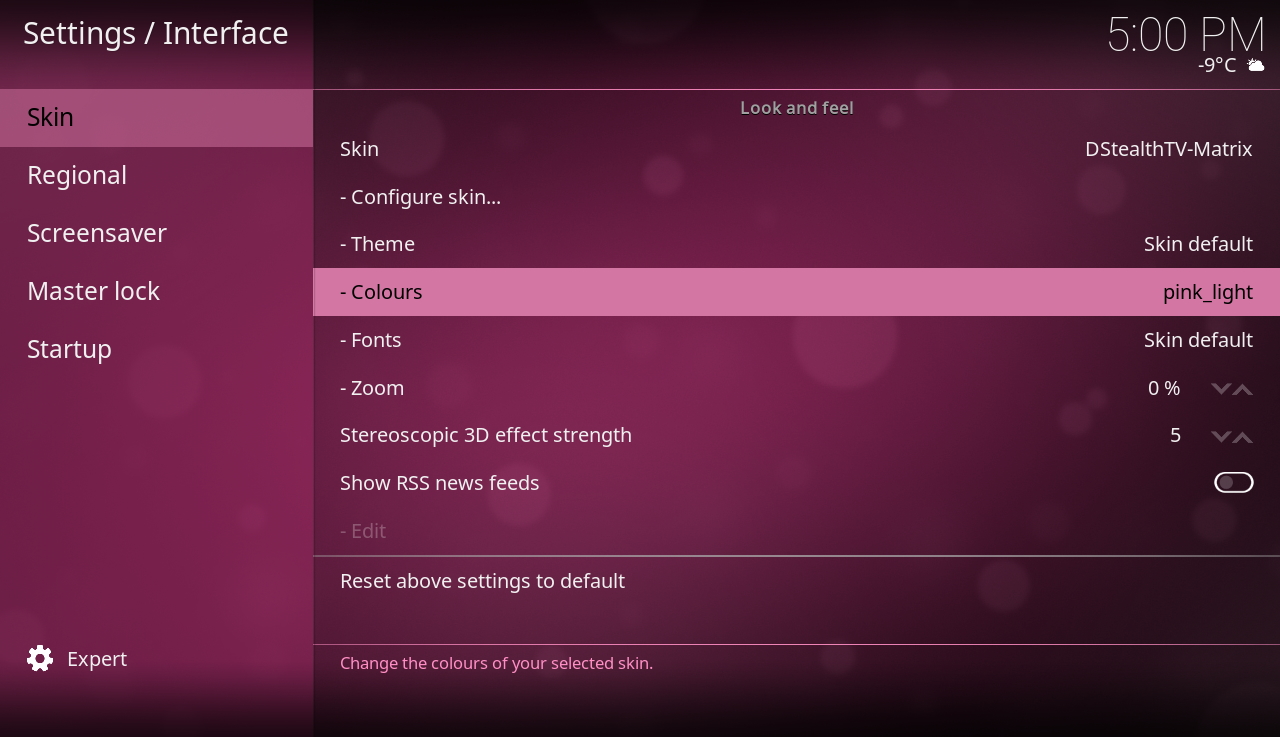 Settings / Interface
5:00 PM
-9°C
Skin
Regional
Screensaver
Master lock
Startup
Expert
Look and feel
Skin DStealthTV-Matrix
- Configure skin...
- Theme Skin default
- Colours pink_light
- Fonts Skin default
- Zoom 0 %
Stereoscopic 3D effect strength 5
Show RSS news feeds
- Edit
Reset above settings to default
Change the colours of your selected skin.